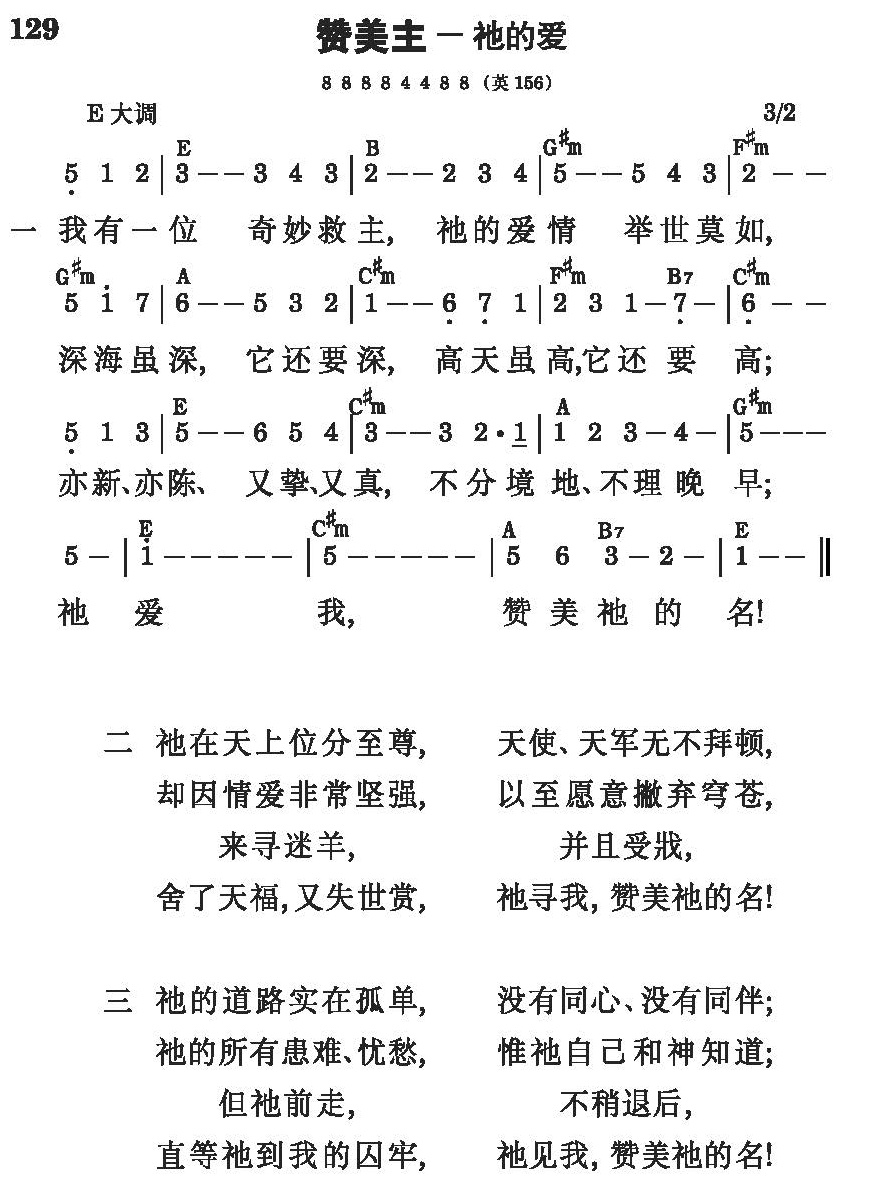 129
赞美主－祂的爱
8 8 8 8 4 4 8 8（英 156）
E 大调 3/2
E B G♯m F♯m
5̣ 1 2 | 3 － － 3 4 3 | 2 － － 2 3 4 | 5 － － 5 4 3 | 2 － －
一 我有一位 奇妙救主, 祂的爱情 举世莫如,
G♯m A C♯m F♯m B7 C♯m
5 1̇ 7 | 6 － － 5 3 2 | 1 － － 6̣ 7̣ 1 | 2 3 1 － 7̣ － | 6̣ － －
深海虽深, 它还要深, 高天虽高,它还要高;
E C♯m A G♯m
5̣ 1 3 | 5 － － 6 5 4 | 3 － － 3 2 · 1 | 1 2 3 － 4 － | 5 － － －
亦新、亦陈、 又挚、又真, 不分境地、不理晚早;
E C♯m A B7 E
5 － | 1̇ － － － － － | 5 － － － － － | 5 6 3 － 2 － | 1 － － ‖
祂爱我, 赞美祂的名!
二 祂在天上位分至尊, 天使、天军无不拜顿,
却因情爱非常坚强, 以至愿意撇弃穹苍,
来寻迷羊, 并且受戕,
舍了天福,又失世赏, 祂寻我, 赞美祂的名!
三 祂的道路实在孤单, 没有同心、没有同伴;
祂的所有患难、忧愁, 惟祂自己和神知道;
但祂前走, 不稍退后,
直等祂到我的囚牢, 祂见我, 赞美祂的名!